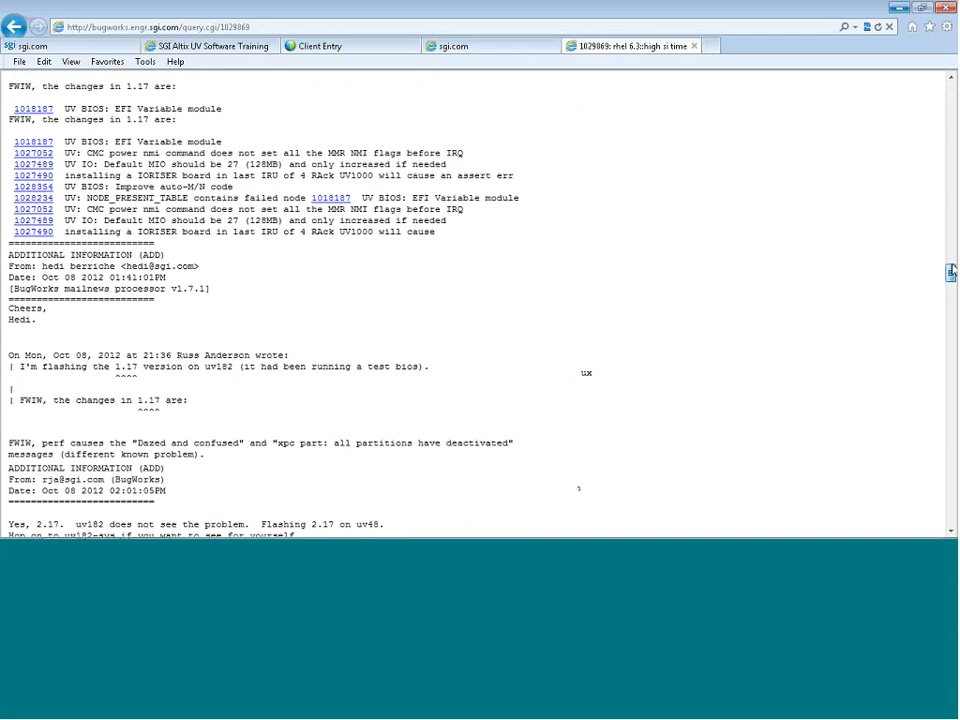 http://bugworks.engr.sgi.com/query.cgi/1029869
sgi sgi.com
SGI Altix UV Software Training
Client Entry
sgi.com
1029869: rhel 6.3::high si time
File Edit View Favorites Tools Help
FWIW, the changes in 1.17 are:
1018187 UV BIOS: EFI Variable module
FWIW, the changes in 1.17 are:
1018187 UV BIOS: EFI Variable module
1027052 UV: CMC power nmi command does not set all the MMR NMI flags before IRQ
1027489 UV IO: Default MIO should be 27 (128MB) and only increased if needed
1027490 installing a IORISER board in last IRU of 4 RAck UV1000 will cause an assert err
1028354 UV BIOS: Improve auto-M/N code
1028234 UV: NODE_PRESENT_TABLE contains failed node 1018187 UV BIOS: EFI Variable module
1027052 UV: CMC power nmi command does not set all the MMR NMI flags before IRQ
1027489 UV IO: Default MIO should be 27 (128MB) and only increased if needed
1027490 installing a IORISER board in last IRU of 4 RAck UV1000 will cause
==========================
ADDITIONAL INFORMATION (ADD)
From: hedi berriche <hedi@sgi.com>
Date: Oct 08 2012 01:41:01PM
[BugWorks mailnews processor v1.7.1]
==========================
Cheers,
Hedi.
On Mon, Oct 08, 2012 at 21:36 Russ Anderson wrote:
| I'm flashing the 1.17 version on uv182 (it had been running a test bios).
^^^^
ux
|
| FWIW, the changes in 1.17 are:
^^^^
FWIW, perf causes the "Dazed and confused" and "xpc part: all partitions have deactivated"
messages (different known problem).
ADDITIONAL INFORMATION (ADD)
From: rja@sgi.com (BugWorks)
Date: Oct 08 2012 02:01:05PM
==========================
Yes, 2.17. uv182 does not see the problem. Flashing 2.17 on uv48.
Hop on to uv182-sys if you want to see for yourself